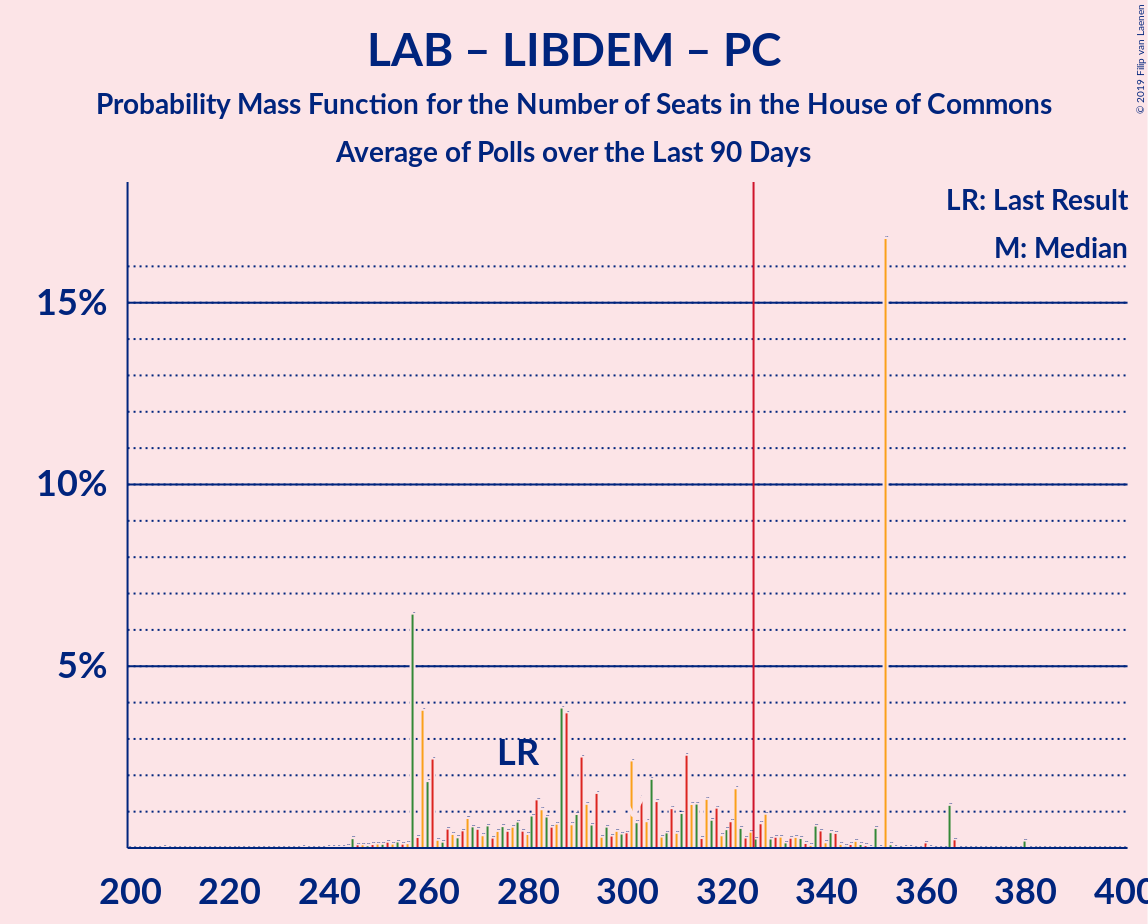 LAB – LIBDEM – PC
Probability Mass Function for the Number of Seats in the House of Commons
Average of Polls over the Last 90 Days
© 2019 Filip van Laenen
LR: Last Result
M: Median
15%
10%
5%
LR
200 220 240 260 280 300 320 340 360 380 400